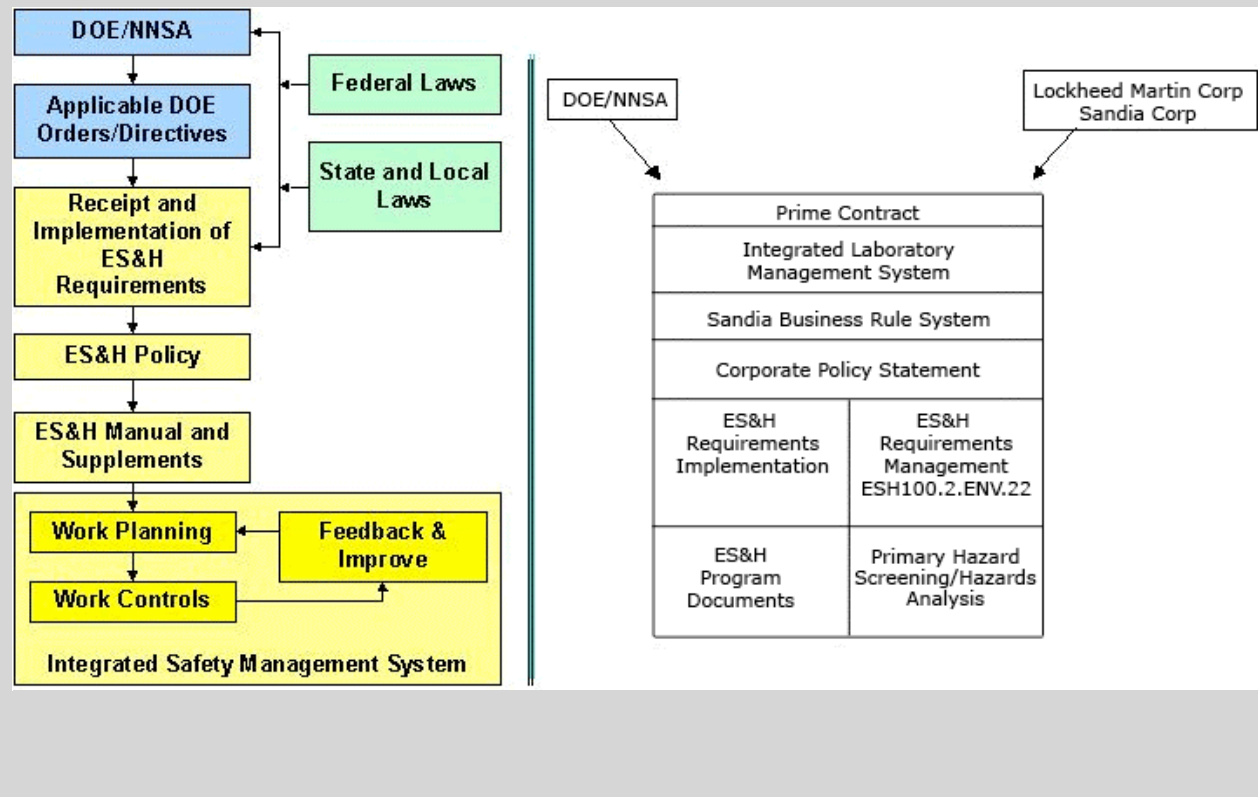 DOE/NNSA
Applicable DOE
Orders/Directives
Receipt and
Implementation of
ES&H
Requirements
ES&H Policy
ES&H Manual and
Supplements
Work Planning
Work Controls
Feedback &
Improve
Integrated Safety Management System
Federal Laws
State and Local
Laws
DOE/NNSA
Lockheed Martin Corp
Sandia Corp
Prime Contract
Integrated Laboratory
Management System
Sandia Business Rule System
Corporate Policy Statement
ES&H
Requirements
Implementation
ES&H
Requirements
Management
ESH100.2.ENV.22
ES&H
Program
Documents
Primary Hazard
Screening/Hazards
Analysis